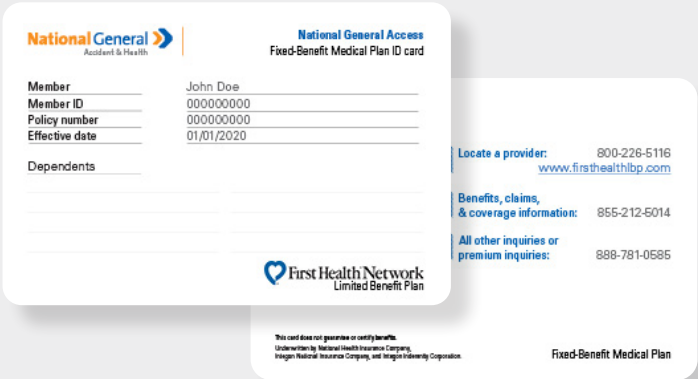 National General
Accident & Health
National General Access
Fixed-Benefit Medical Plan ID card
Member John Doe
Member ID 000000000
Policy number 000000000
Effective date 01/01/2020
Dependents
First Health Network
Limited Benefit Plan
Locate a provider: 800-226-5116
www.firsthealthlbp.com
Benefits, claims,
& coverage information: 855-212-5014
All other inquiries or
premium inquiries: 888-781-0585
This card does not guarantee or certify benefits.
Underwritten by National Health Insurance Company,
Integon National Insurance Company, and Integon Indemnity Corporation.
Fixed-Benefit Medical Plan